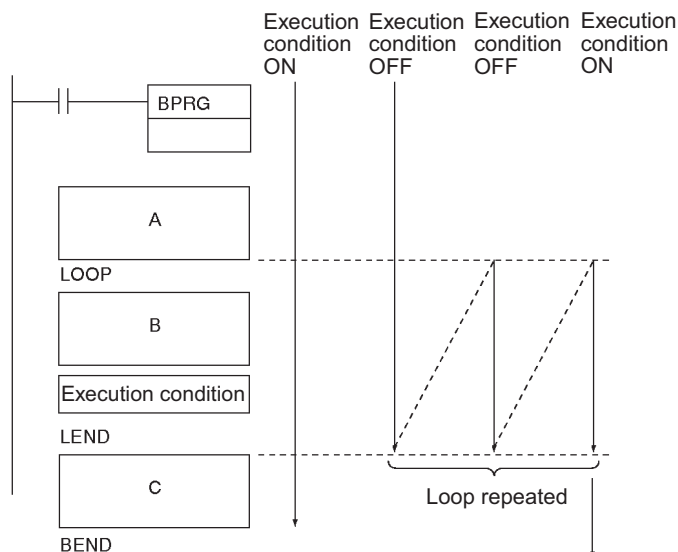 Execution condition ON
Execution condition OFF
Execution condition OFF
Execution condition ON
BPRG
A
LOOP
B
Execution condition
LEND
C
Loop repeated
BEND